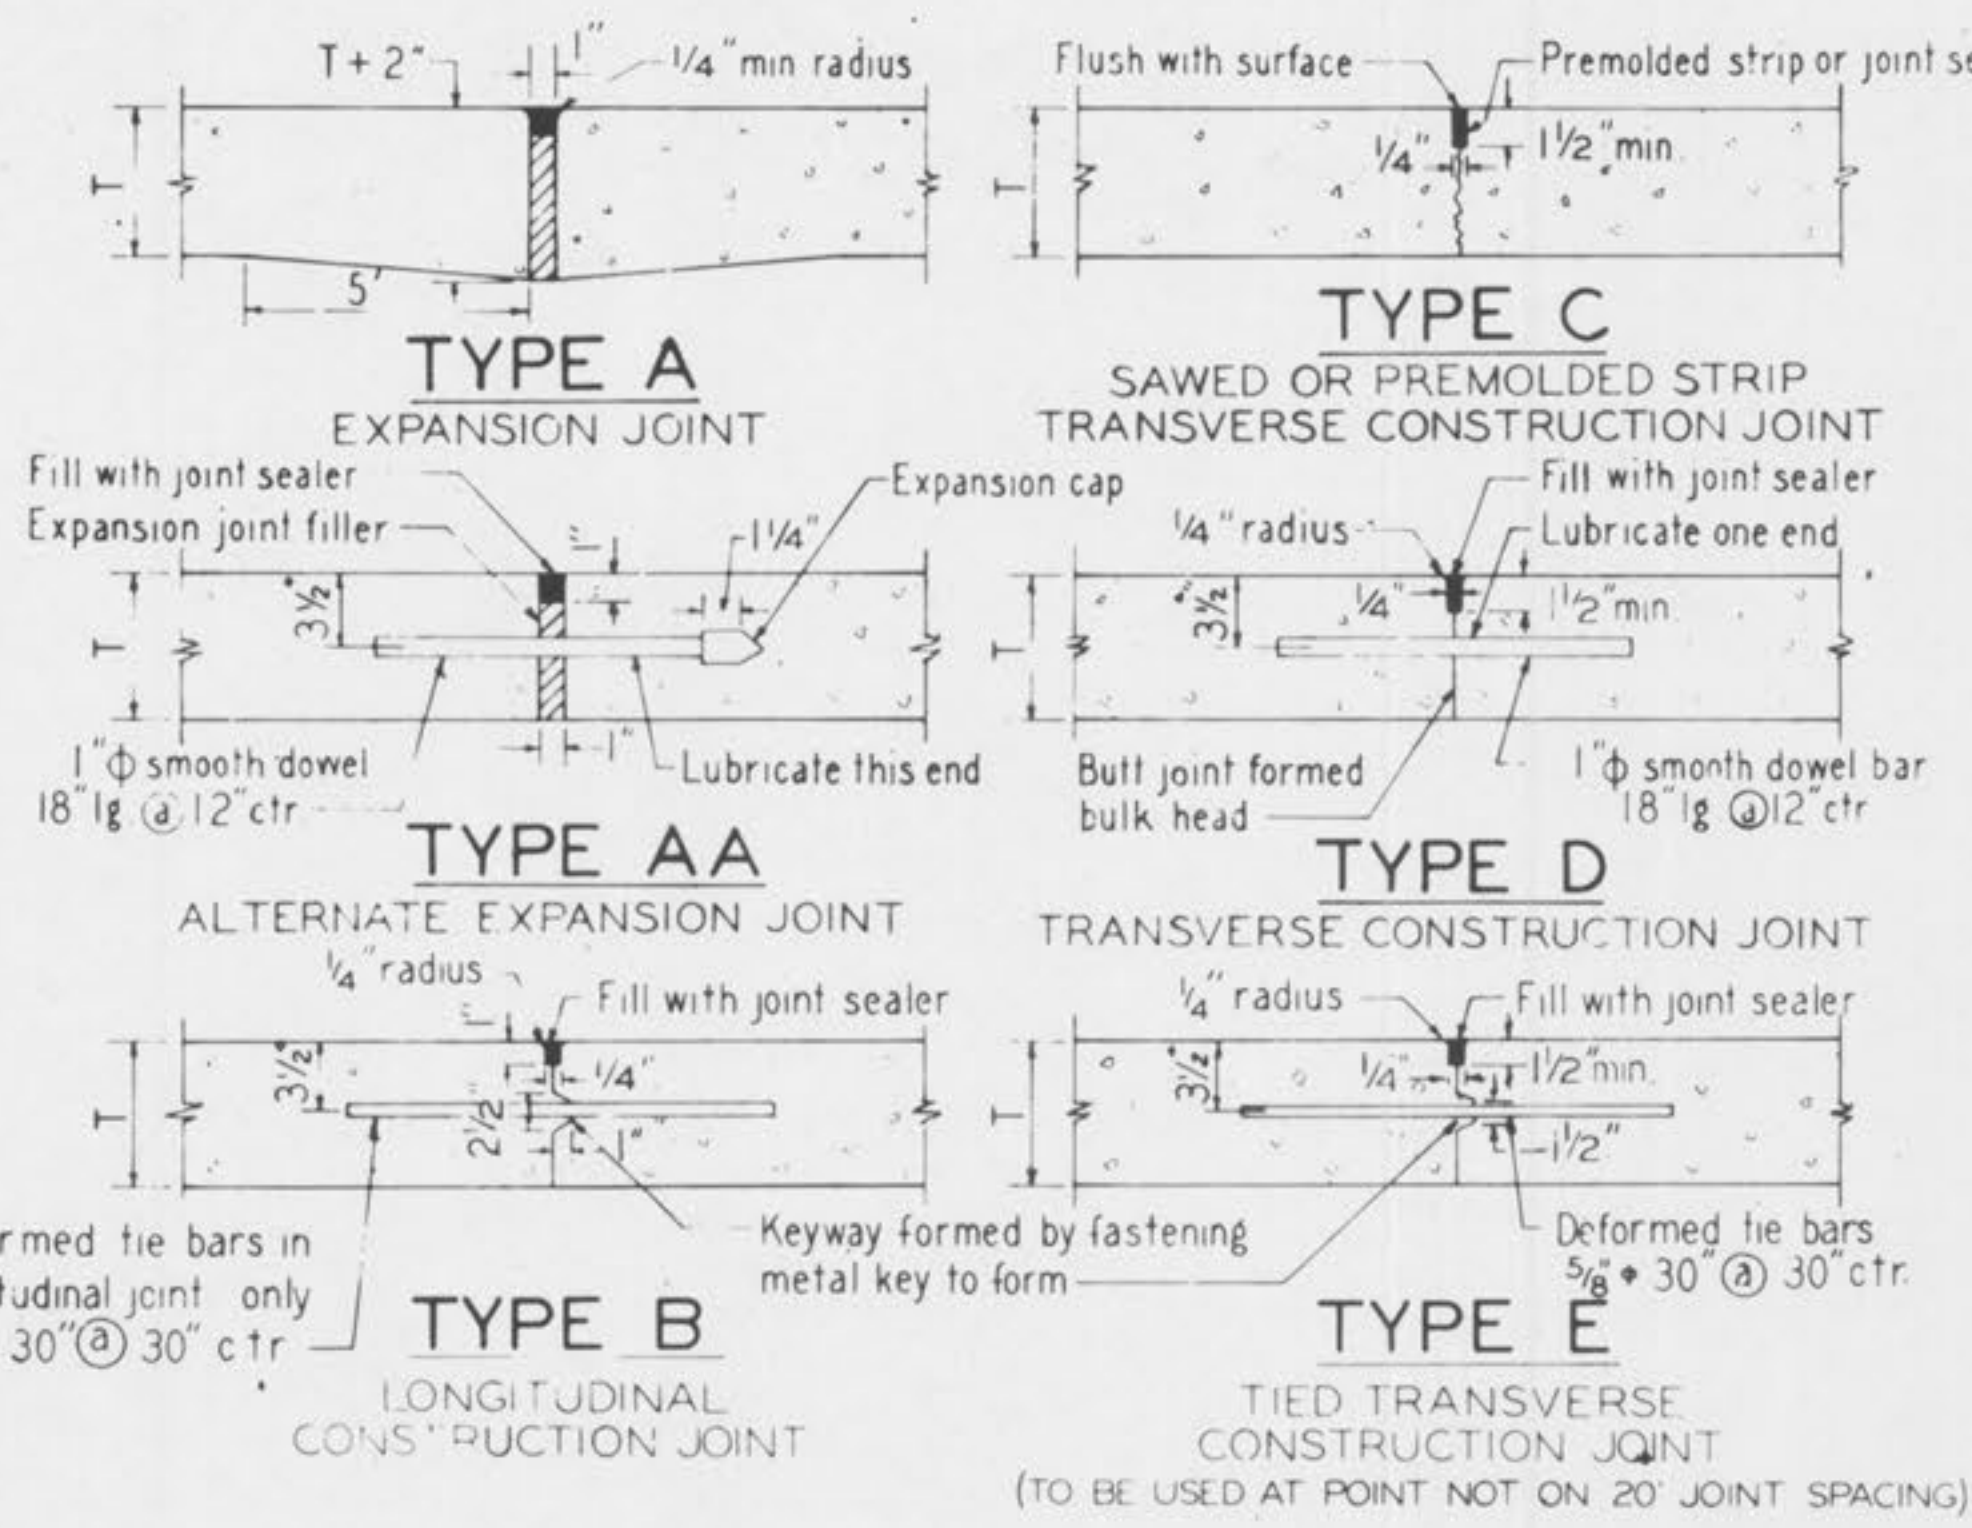 T + 2"
1"
1/4" min radius
T
5'
TYPE A
EXPANSION JOINT
Flush with surface
Premolded strip or joint
1/4"
1 1/2" min
T
TYPE C
SAWED OR PREMOLDED STRIP
TRANSVERSE CONSTRUCTION JOINT
Fill with joint sealer
Expansion joint filler
Expansion cap
1"
1 1/4"
3 1/2"
T
1"
1"ϕ smooth dowel
18" lg @ 12" ctr
Lubricate this end
TYPE AA
ALTERNATE EXPANSION JOINT
Fill with joint sealer
1/4" radius
Lubricate one end
1/4"
3 1/2"
1 1/2" min
T
Butt joint formed
bulk head
1"ϕ smooth dowel bar
18" lg @ 12" ctr
TYPE D
TRANSVERSE CONSTRUCTION JOINT
1/4" radius
Fill with joint sealer
1"
3 1/2"
1/4"
2 1/2"
1"
T
tie bars in
joint only
30" @ 30" ctr
Keyway formed by fastening
metal key to form
TYPE B
LONGITUDINAL
CONSTRUCTION JOINT
1/4" radius
Fill with joint sealer
1/4"
1 1/2" min.
3 1/2"
T
1 1/2"
Deformed tie bars
5/8" ϕ 30" @ 30" ctr.
TYPE E
TIED TRANSVERSE
CONSTRUCTION JOINT
(TO BE USED AT POINT NOT ON 20' JOINT SPACING)